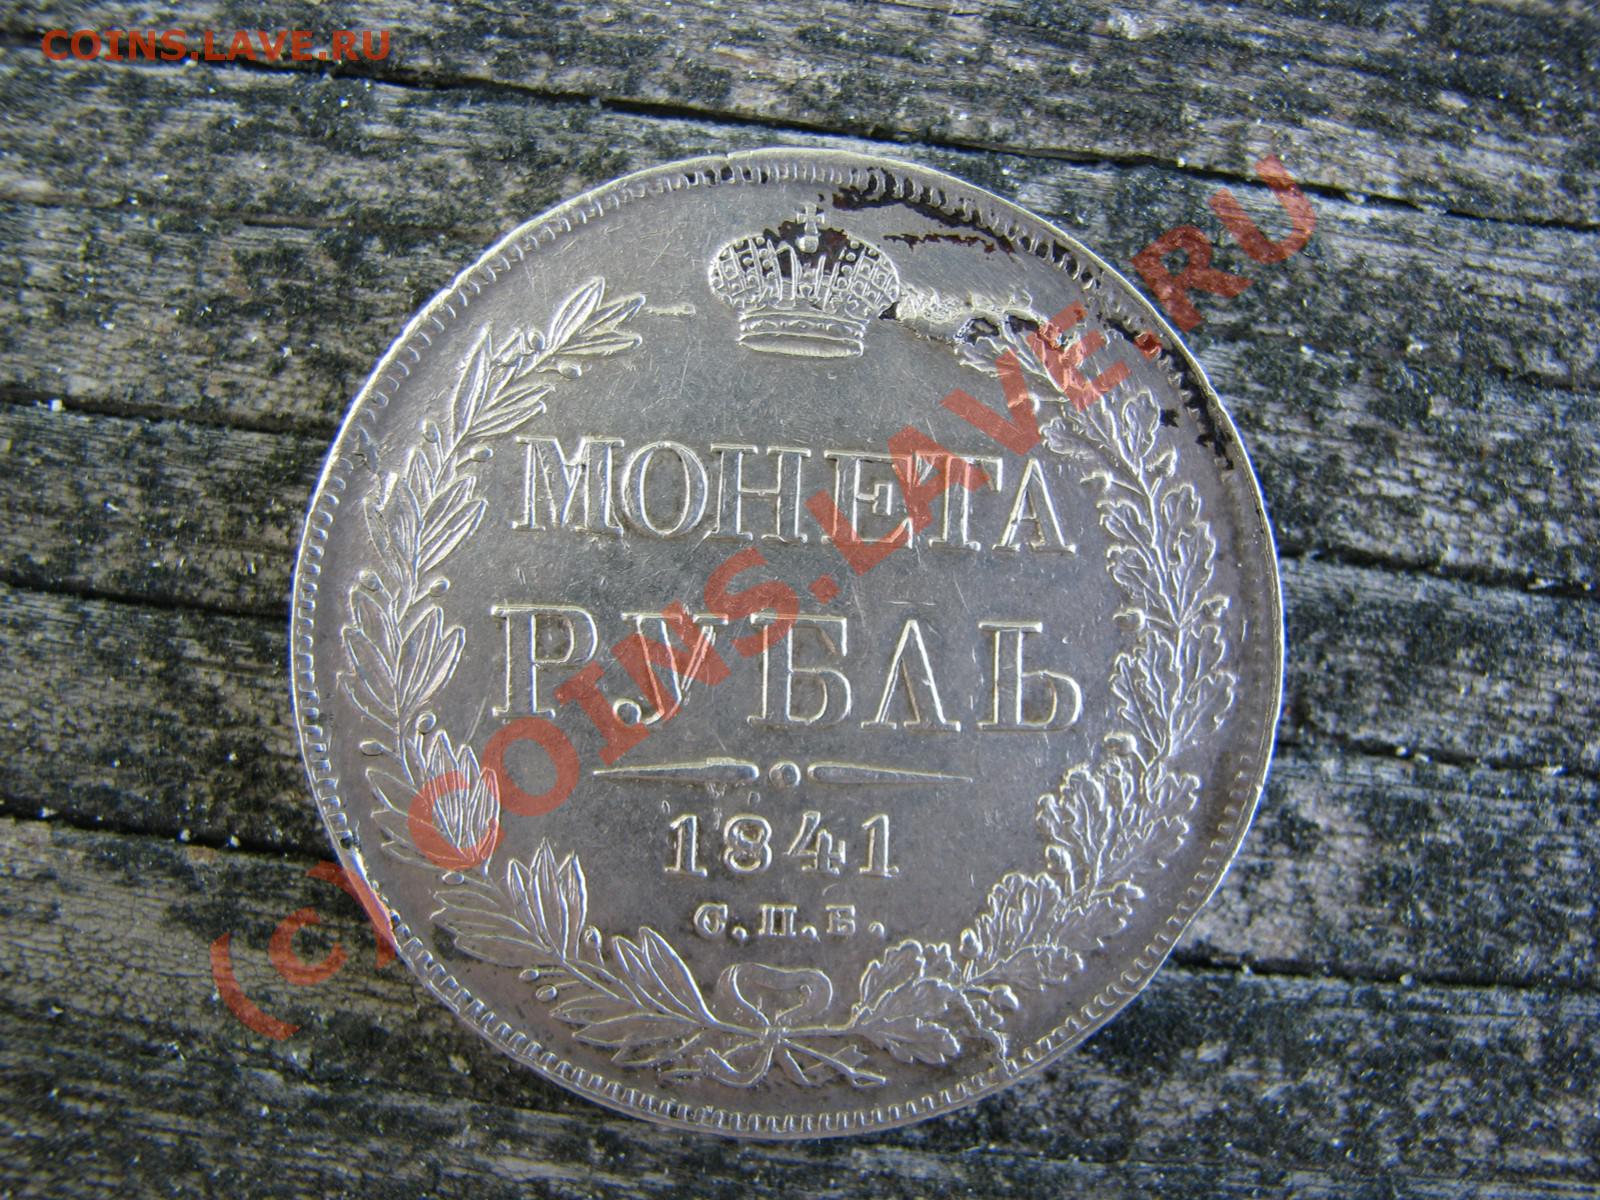 COINS.LAVE.RU
МОНЕТА
РУБЛЬ
1841
С.П.Б.
(c) COINS.LAVE.RU